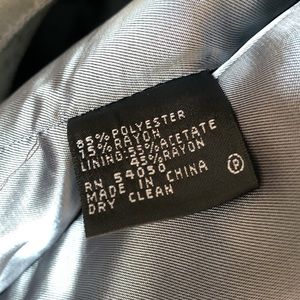 85% POLYESTER
15% RAYON
LINING:55% ACETATE
45% RAYON
RN 54050
MADE IN CHINA
DRY CLEAN
P